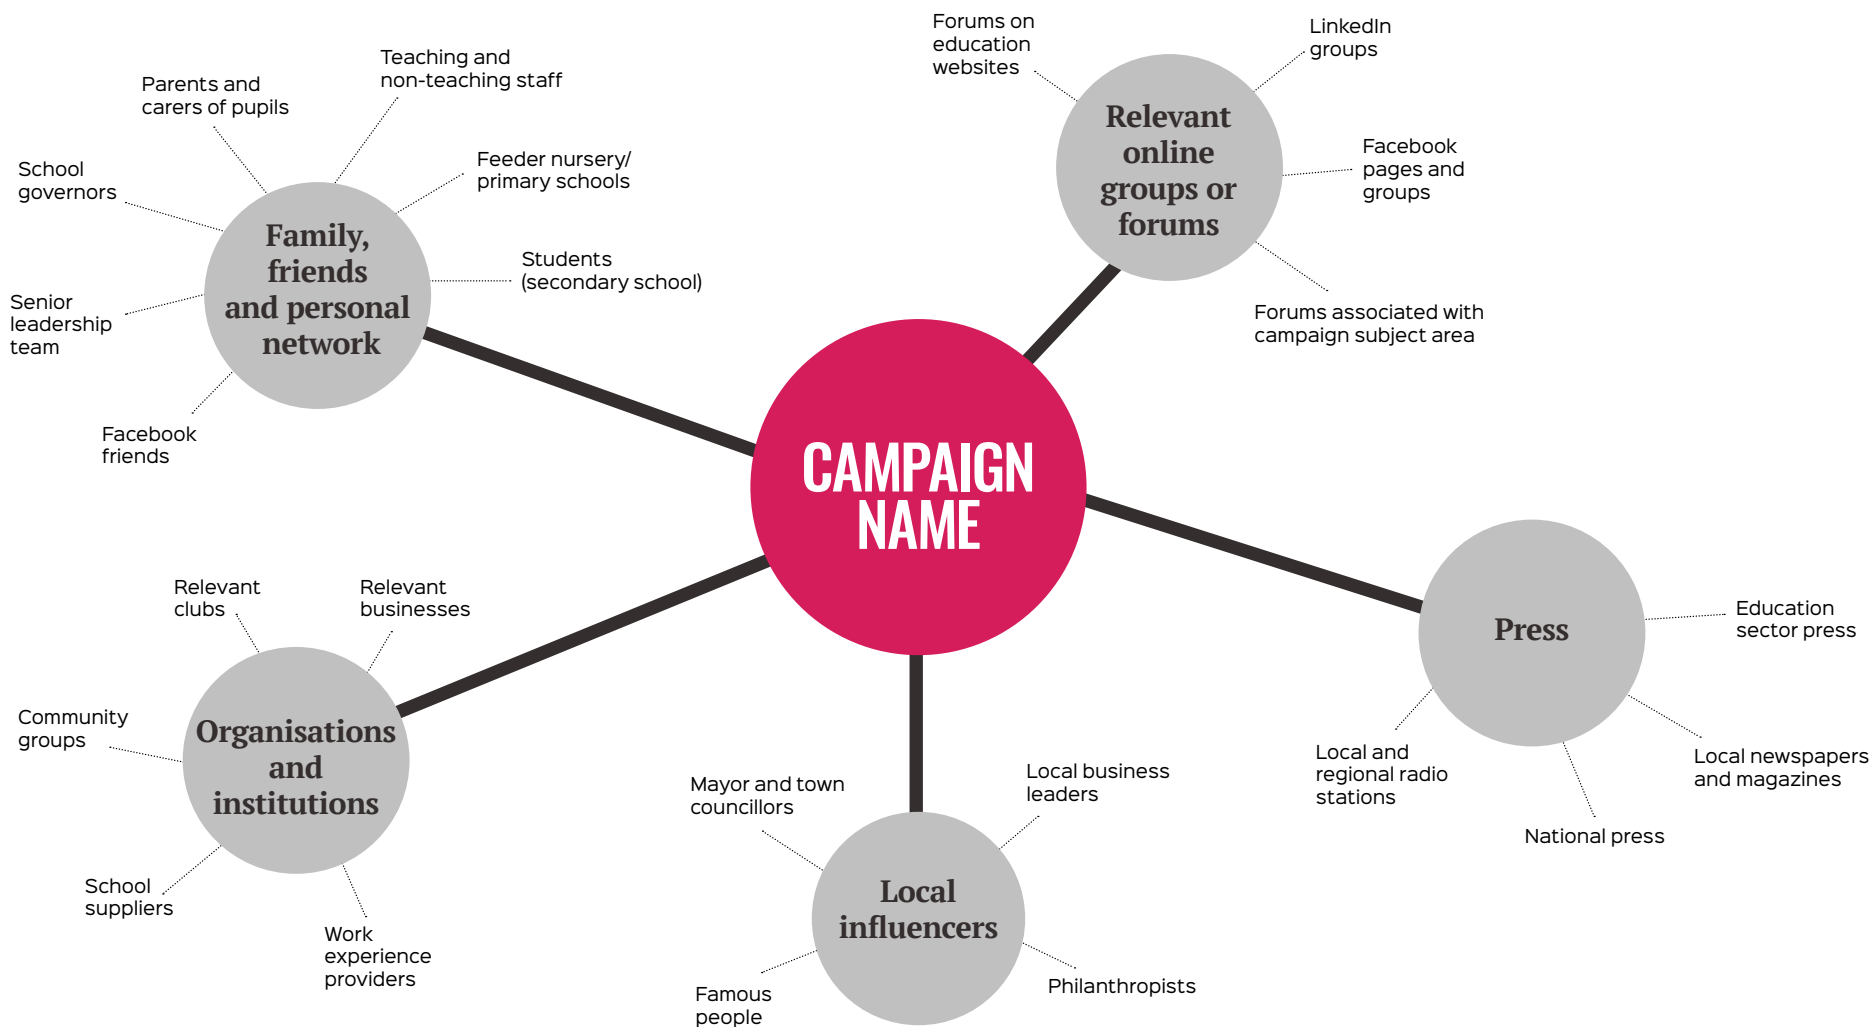 CAMPAIGN
NAME
Family,
friends
and personal
network
Parents and
carers of pupils
Teaching and
non-teaching staff
Feeder nursery/
primary schools
Students
(secondary school)
School
governors
Senior
leadership
team
Facebook
friends
Relevant
online
groups or
forums
Forums on
education
websites
LinkedIn
groups
Facebook
pages and
groups
Forums associated with
campaign subject area
Press
Education
sector press
Local newspapers
and magazines
National press
Local and
regional radio
stations
Local
influencers
Mayor and town
councillors
Local business
leaders
Philanthropists
Famous
people
Organisations
and
institutions
Relevant
clubs
Relevant
businesses
Community
groups
School
suppliers
Work
experience
providers